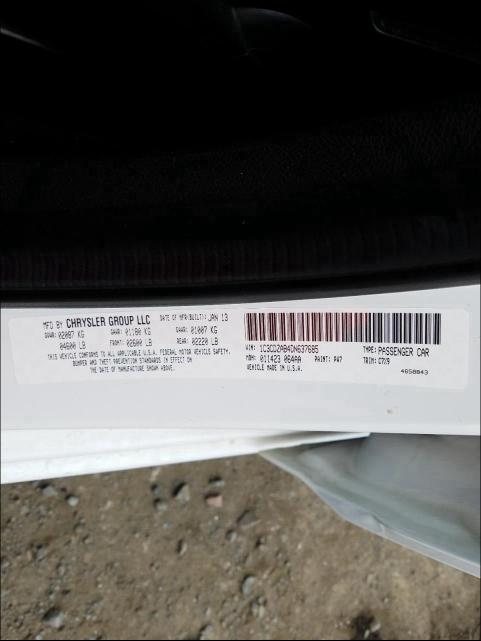 MFD BY CHRYSLER GROUP LLC DATE OF MFR(BUILT): JAN 13
GVWR: 02087 KG GAWR: 01180 KG GAWR: 01007 KG
04600 LB FRONT: 02600 LB REAR: 02220 LB
THIS VEHICLE CONFORMS TO ALL APPLICABLE U.S.A. FEDERAL MOTOR VEHICLE SAFETY,
BUMPER AND THEFT PREVENTION STANDARDS IN EFFECT ON
THE DATE OF MANUFACTURE SHOWN ABOVE.
VIN: 1C3CDZAB4DN637685 TYPE: PASSENGER CAR
MDH: 011423 064AA PAINT: PW7 TRIM: C7X9
VEHICLE MADE IN U.S.A. 4658843